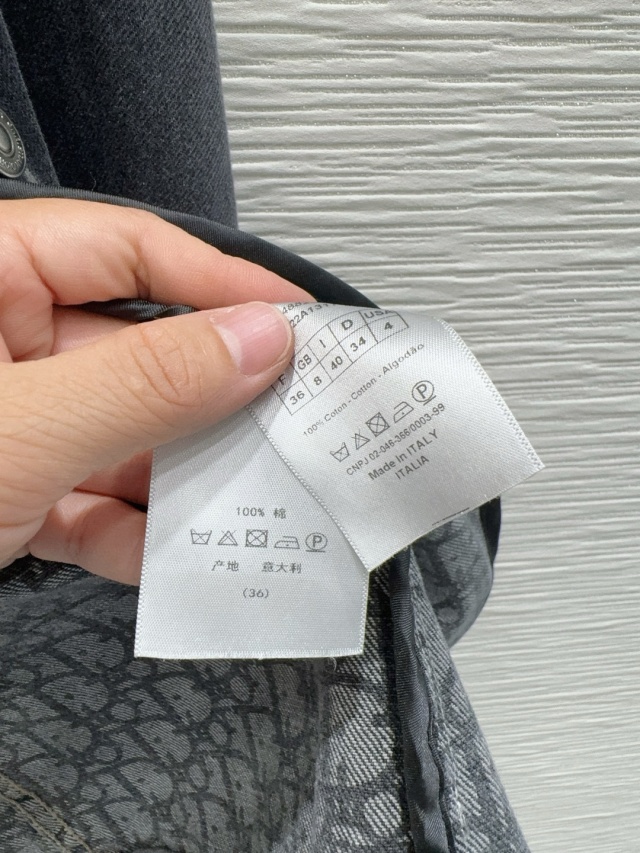 F GB I D USA
36 8 40 34 4
100% Coton - Cotton - Algodão
CNPJ 02-046-356/0003-99
Made in ITALY
ITALIA
100% 棉
产地 意大利
(36)